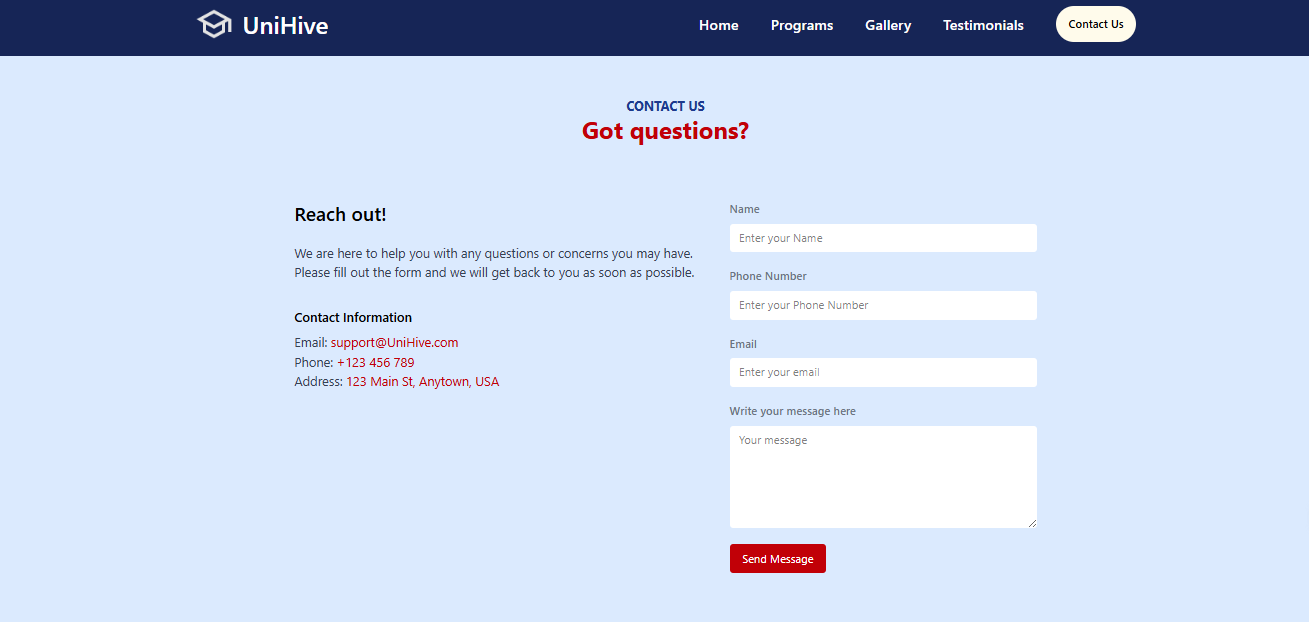 UniHive
Home
Programs
Gallery
Testimonials
Contact Us
CONTACT US
Got questions?
Reach out!
We are here to help you with any questions or concerns you may have.
Please fill out the form and we will get back to you as soon as possible.
Contact Information
Email: support@UniHive.com
Phone: +123 456 789
Address: 123 Main St, Anytown, USA
Name
Enter your Name
Phone Number
Enter your Phone Number
Email
Enter your email
Write your message here
Your message
Send Message